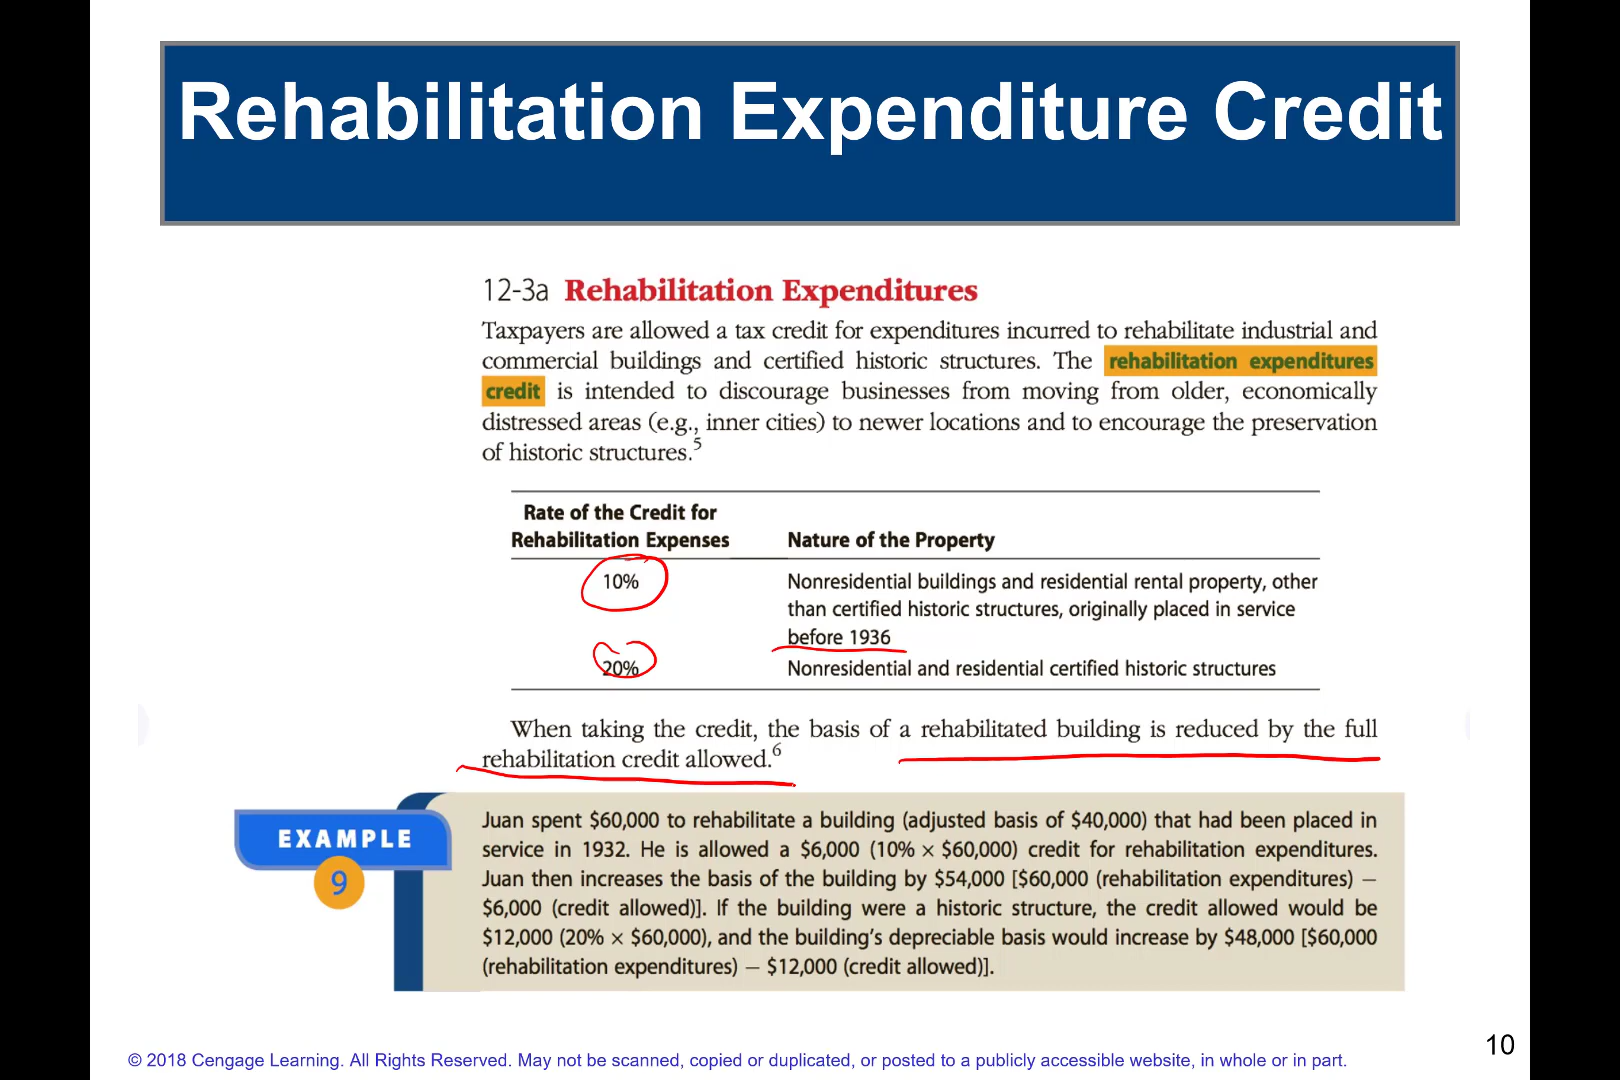 Rehabilitation Expenditure Credit
12-3a Rehabilitation Expenditures
Taxpayers are allowed a tax credit for expenditures incurred to rehabilitate industrial and
commercial buildings and certified historic structures. The rehabilitation expenditures
credit is intended to discourage businesses from moving from older, economically
distressed areas (e.g., inner cities) to newer locations and to encourage the preservation
of historic structures.5
Rate of the Credit for
Rehabilitation Expenses Nature of the Property
10% Nonresidential buildings and residential rental property, other
than certified historic structures, originally placed in service
before 1936
20% Nonresidential and residential certified historic structures
When taking the credit, the basis of a rehabilitated building is reduced by the full
rehabilitation credit allowed.6
EXAMPLE
9
Juan spent $60,000 to rehabilitate a building (adjusted basis of $40,000) that had been placed in
service in 1932. He is allowed a $6,000 (10% × $60,000) credit for rehabilitation expenditures.
Juan then increases the basis of the building by $54,000 [$60,000 (rehabilitation expenditures) −
$6,000 (credit allowed)]. If the building were a historic structure, the credit allowed would be
$12,000 (20% × $60,000), and the building's depreciable basis would increase by $48,000 [$60,000
(rehabilitation expenditures) − $12,000 (credit allowed)].
© 2018 Cengage Learning. All Rights Reserved. May not be scanned, copied or duplicated, or posted to a publicly accessible website, in whole or in part.
10